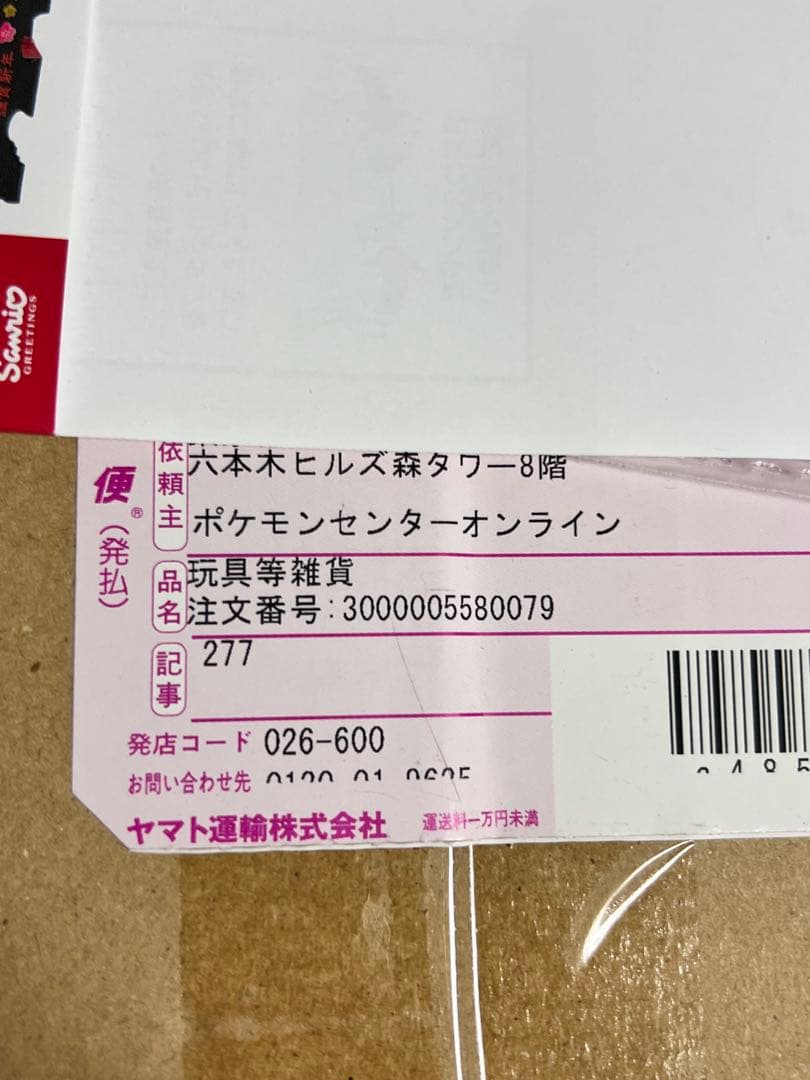 謹賀新年
Sanrio
GREETINGS
依頼主
六本木ヒルズ森タワー8階
ポケモンセンターオンライン
便®
(発払)
品名
玩具等雑貨
注文番号:3000005580079
記事
277
発店コード 026-600
お問い合わせ先
ヤマト運輸株式会社
運送料一万円未満